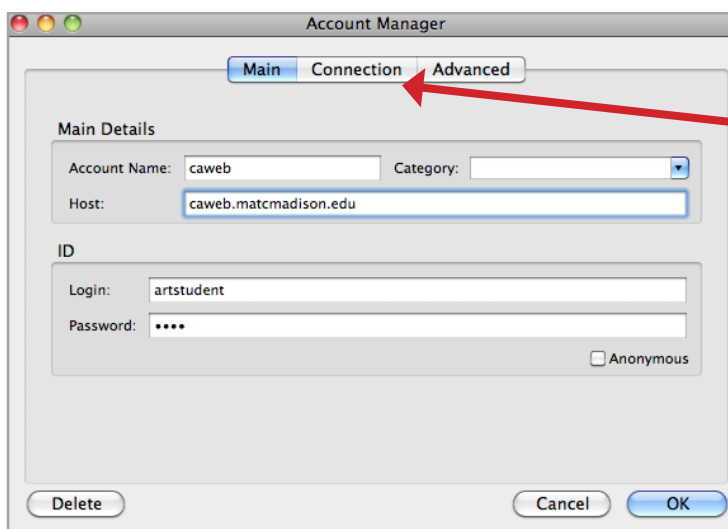 Account Manager
Main Connection Advanced
Main Details
Account Name: caweb Category:
Host: caweb.matcmadison.edu
ID
Login: artstudent
Password: ••••
Anonymous
Delete Cancel OK